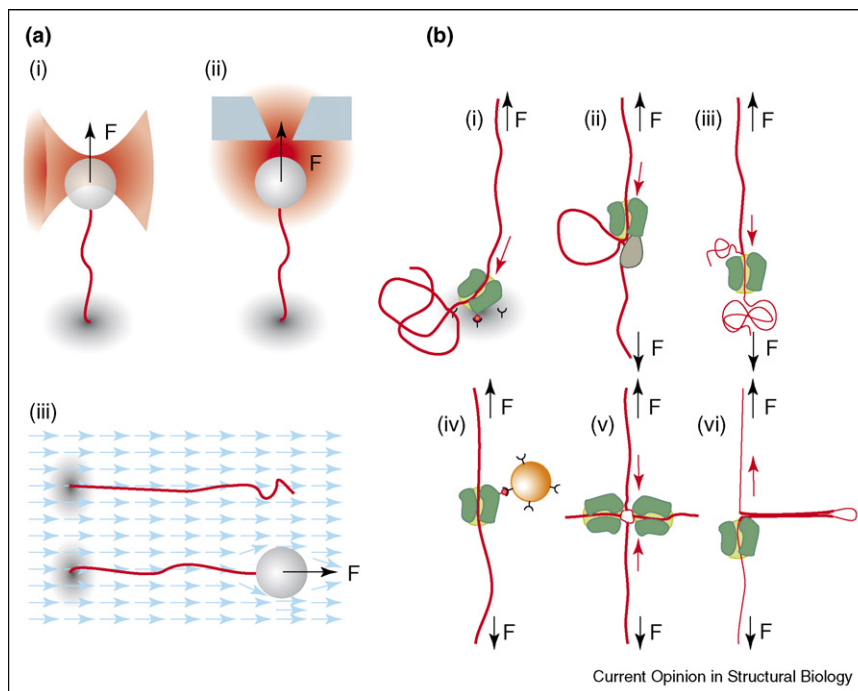 (a)
(b)
(i)
(ii)
F
F
(iii)
F
(i)
F
(ii)
F
F
(iii)
F
F
(iv)
F
F
(v)
F
F
(vi)
F
F
Current Opinion in Structural Biology